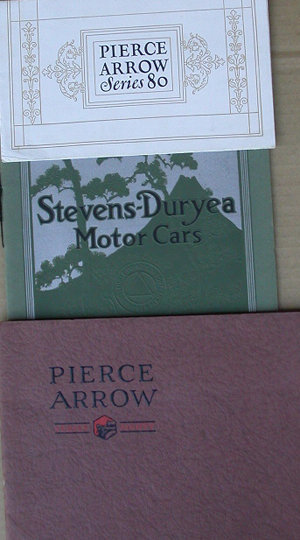 PIERCE
ARROW
Series 80
Stevens-Duryea
Motor Cars
PIERCE
ARROW